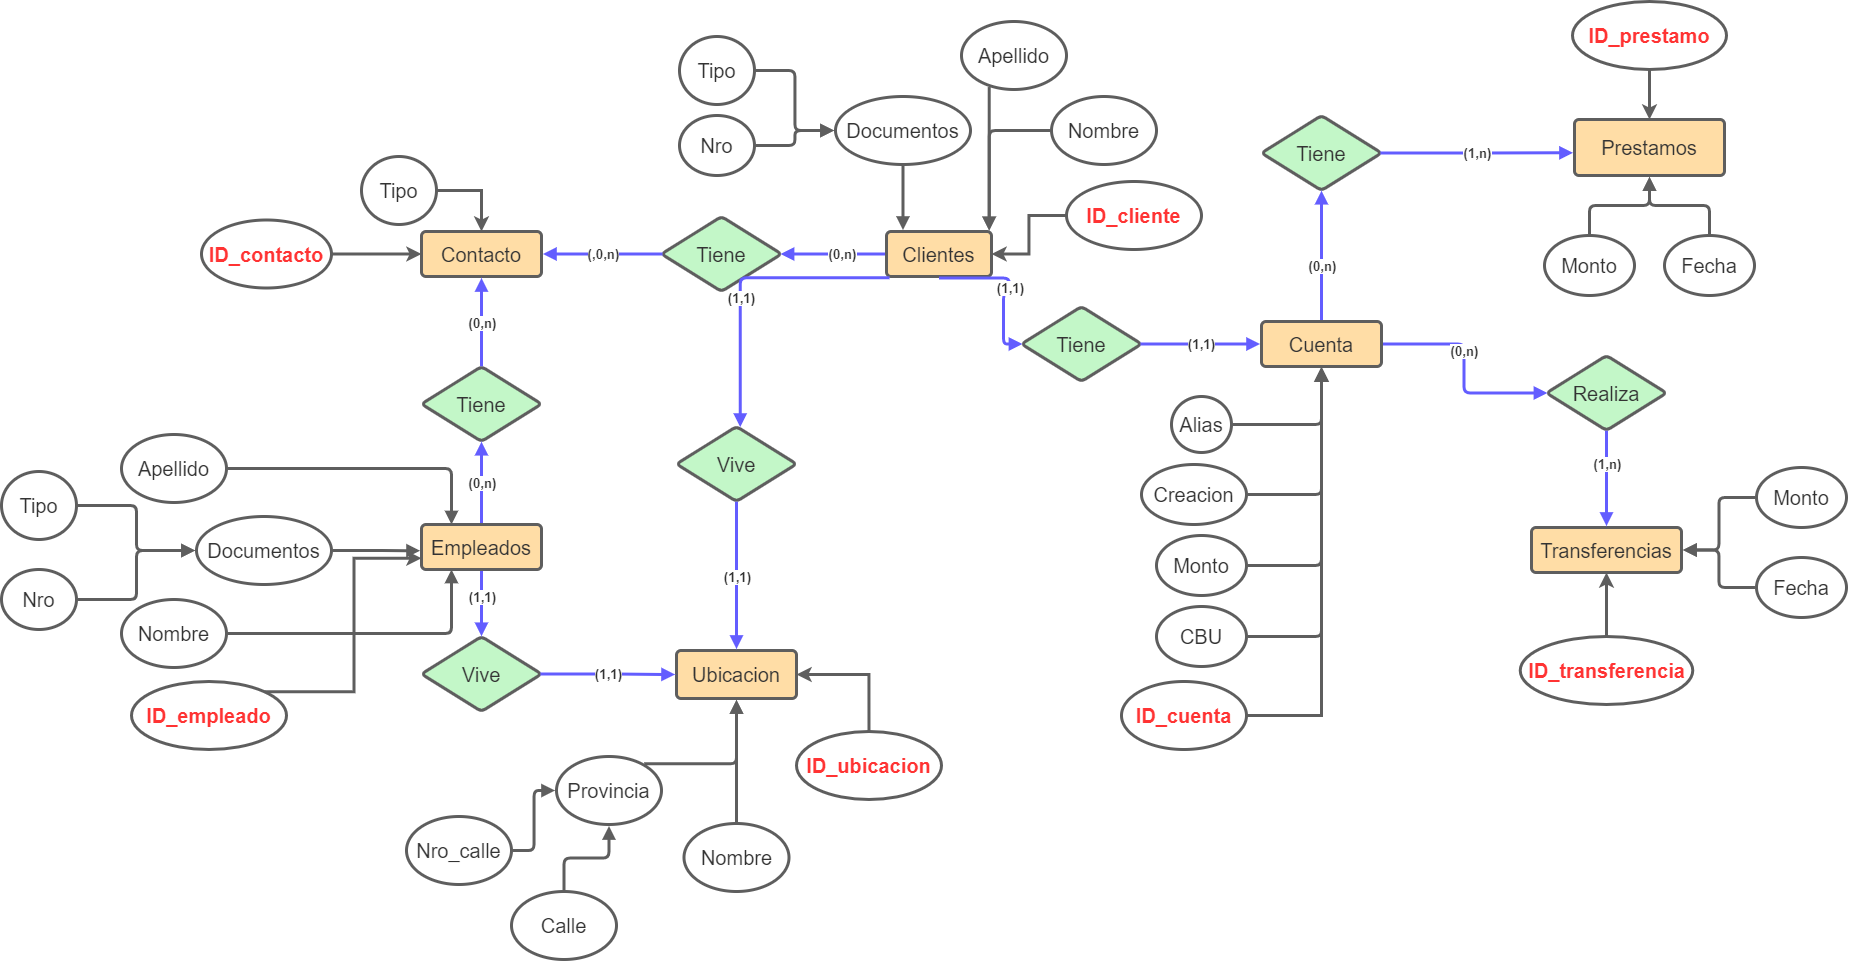 ID_prestamo
Apellido
Tipo
Documentos
Nombre
Nro
Tiene
(1,n)
Prestamos
Tipo
ID_cliente
ID_contacto
Contacto
(,0,n)
Tiene
(0,n)
Clientes
(1,1)
(1,1)
(0,n)
Monto
Fecha
(0,n)
Tiene
(1,1)
Cuenta
(0,n)
Tiene
Realiza
Alias
Vive
(1,n)
Apellido
(0,n)
Creacion
Monto
Tipo
Documentos
Empleados
Transferencias
Monto
(1,1)
Fecha
Nro
(1,1)
Nombre
CBU
Vive
(1,1)
Ubicacion
ID_transferencia
ID_empleado
ID_cuenta
ID_ubicacion
Provincia
Nro_calle
Nombre
Calle